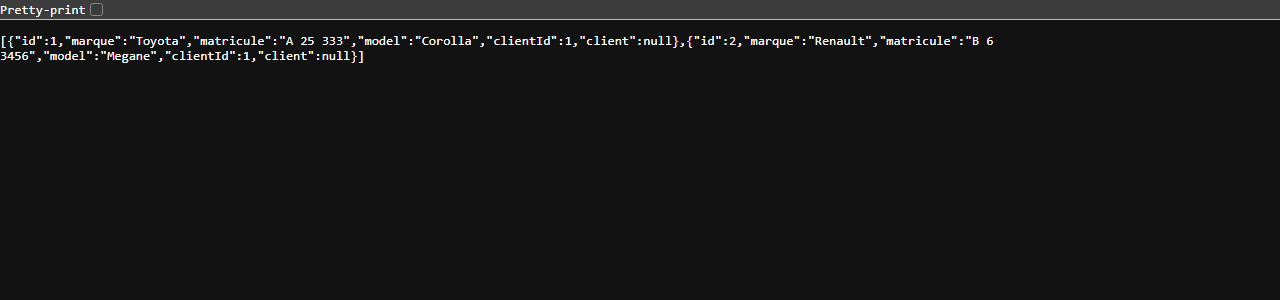 Pretty-print
[{"id":1,"marque":"Toyota","matricule":"A 25 333","model":"Corolla","clientId":1,"client":null},{"id":2,"marque":"Renault","matricule":"B 6
3456","model":"Megane","clientId":1,"client":null}]